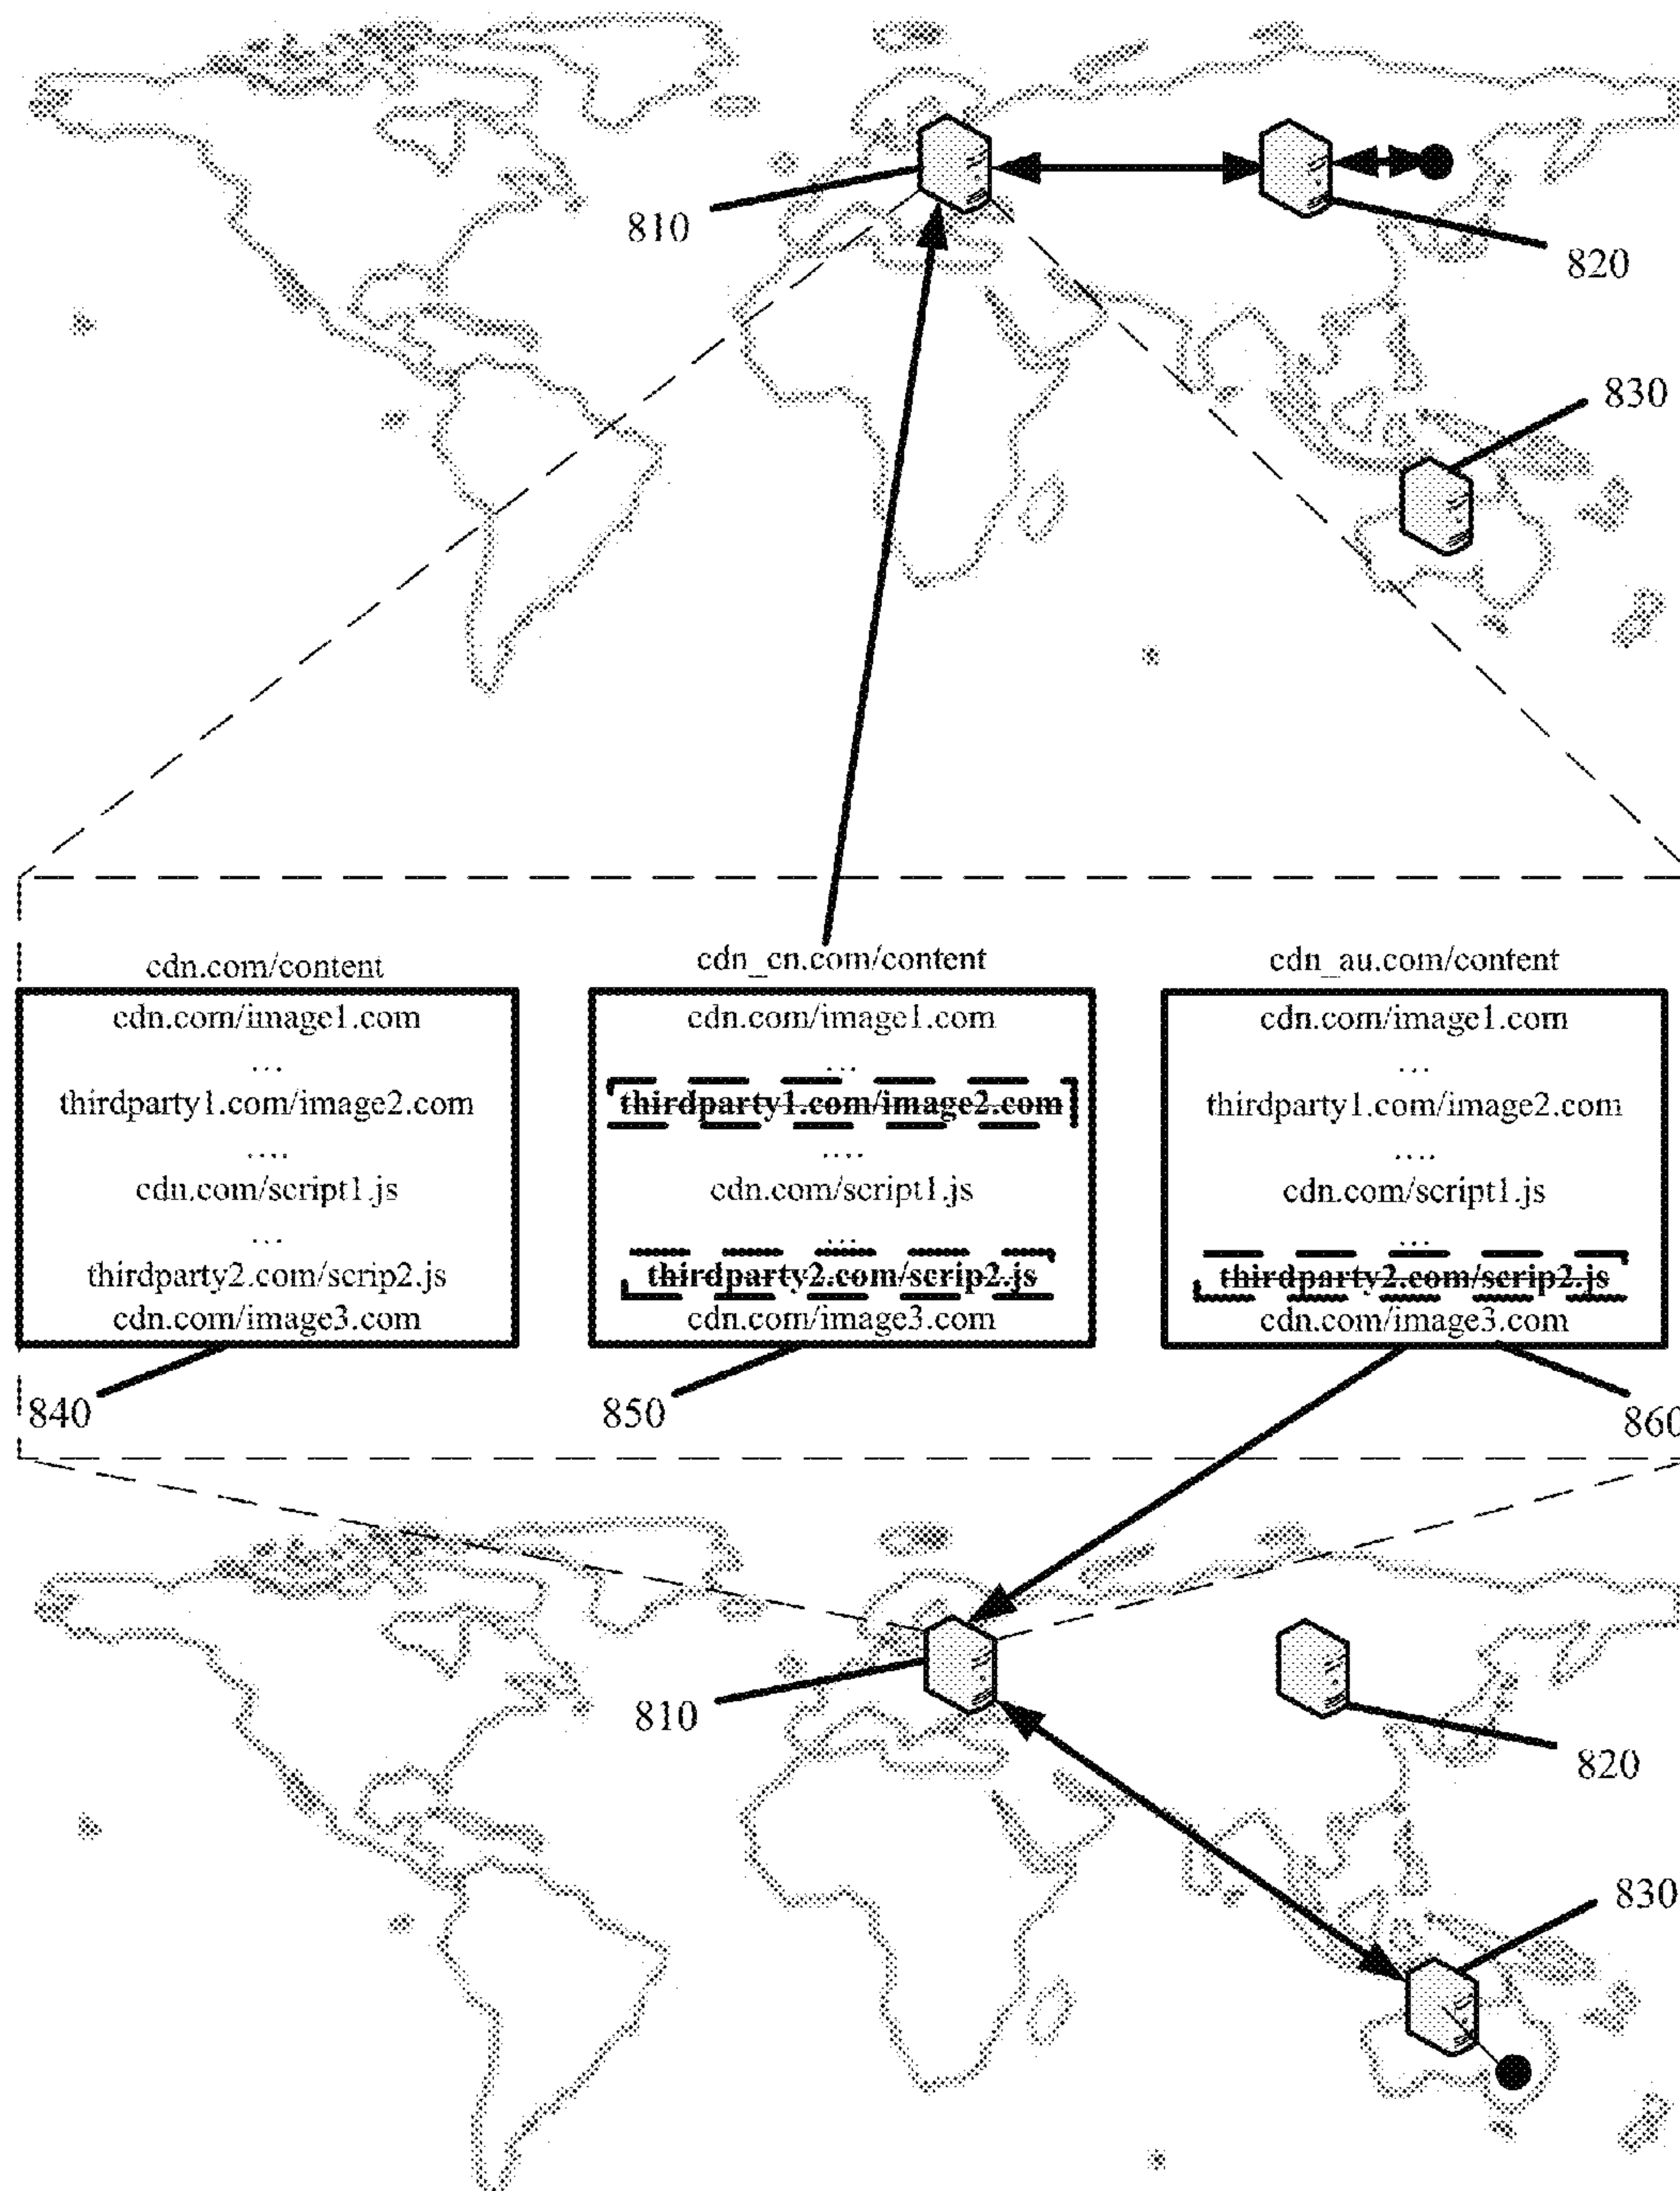 810
820
830
cdn.com/content
cdn.com/image1.com
...
thirdparty1.com/image2.com
....
cdn.com/script1.js
...
thirdparty2.com/scrip2.js
cdn.com/image3.com
840
cdn_cn.com/content
cdn.com/image1.com
...
thirdparty1.com/image2.com
....
cdn.com/script1.js
...
thirdparty2.com/scrip2.js
cdn.com/image3.com
850
cdn_au.com/content
cdn.com/image1.com
...
thirdparty1.com/image2.com
....
cdn.com/script1.js
...
thirdparty2.com/scrip2.js
cdn.com/image3.com
860
810
820
830